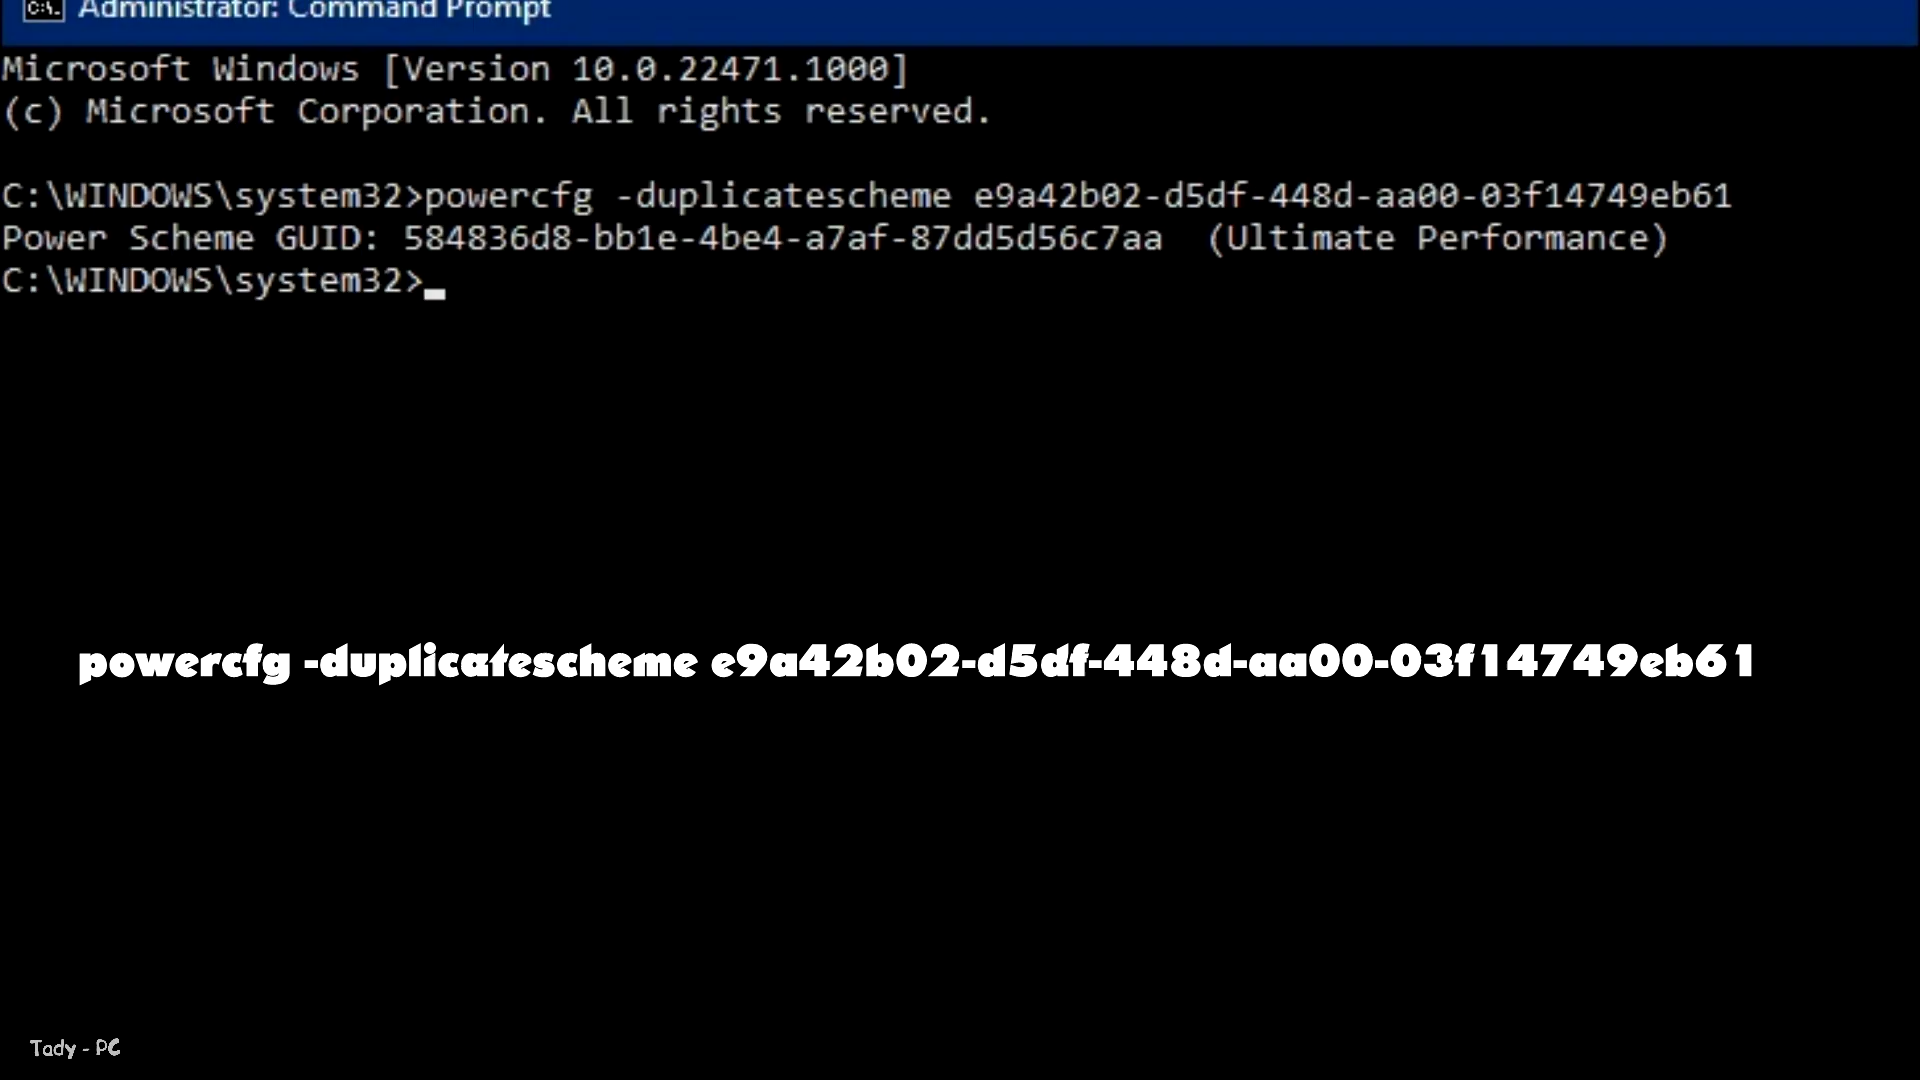 Administrator: Command Prompt
Microsoft Windows [Version 10.0.22471.1000]
(c) Microsoft Corporation. All rights reserved.
C:\WINDOWS\system32>powercfg -duplicatescheme e9a42b02-d5df-448d-aa00-03f14749eb61
Power Scheme GUID: 584836d8-bb1e-4be4-a7af-87dd5d56c7aa  (Ultimate Performance)
C:\WINDOWS\system32>
powercfg -duplicatescheme e9a42b02-d5df-448d-aa00-03f14749eb61
Tady - PC